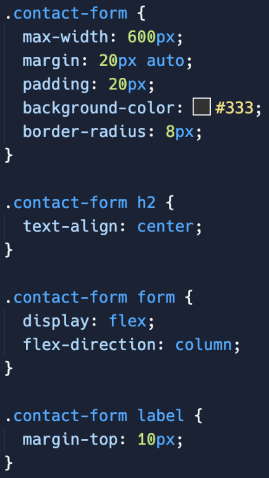 .contact-form {
  max-width: 600px;
  margin: 20px auto;
  padding: 20px;
  background-color: #333;
  border-radius: 8px;
}

.contact-form h2 {
  text-align: center;
}

.contact-form form {
  display: flex;
  flex-direction: column;
}

.contact-form label {
  margin-top: 10px;
}